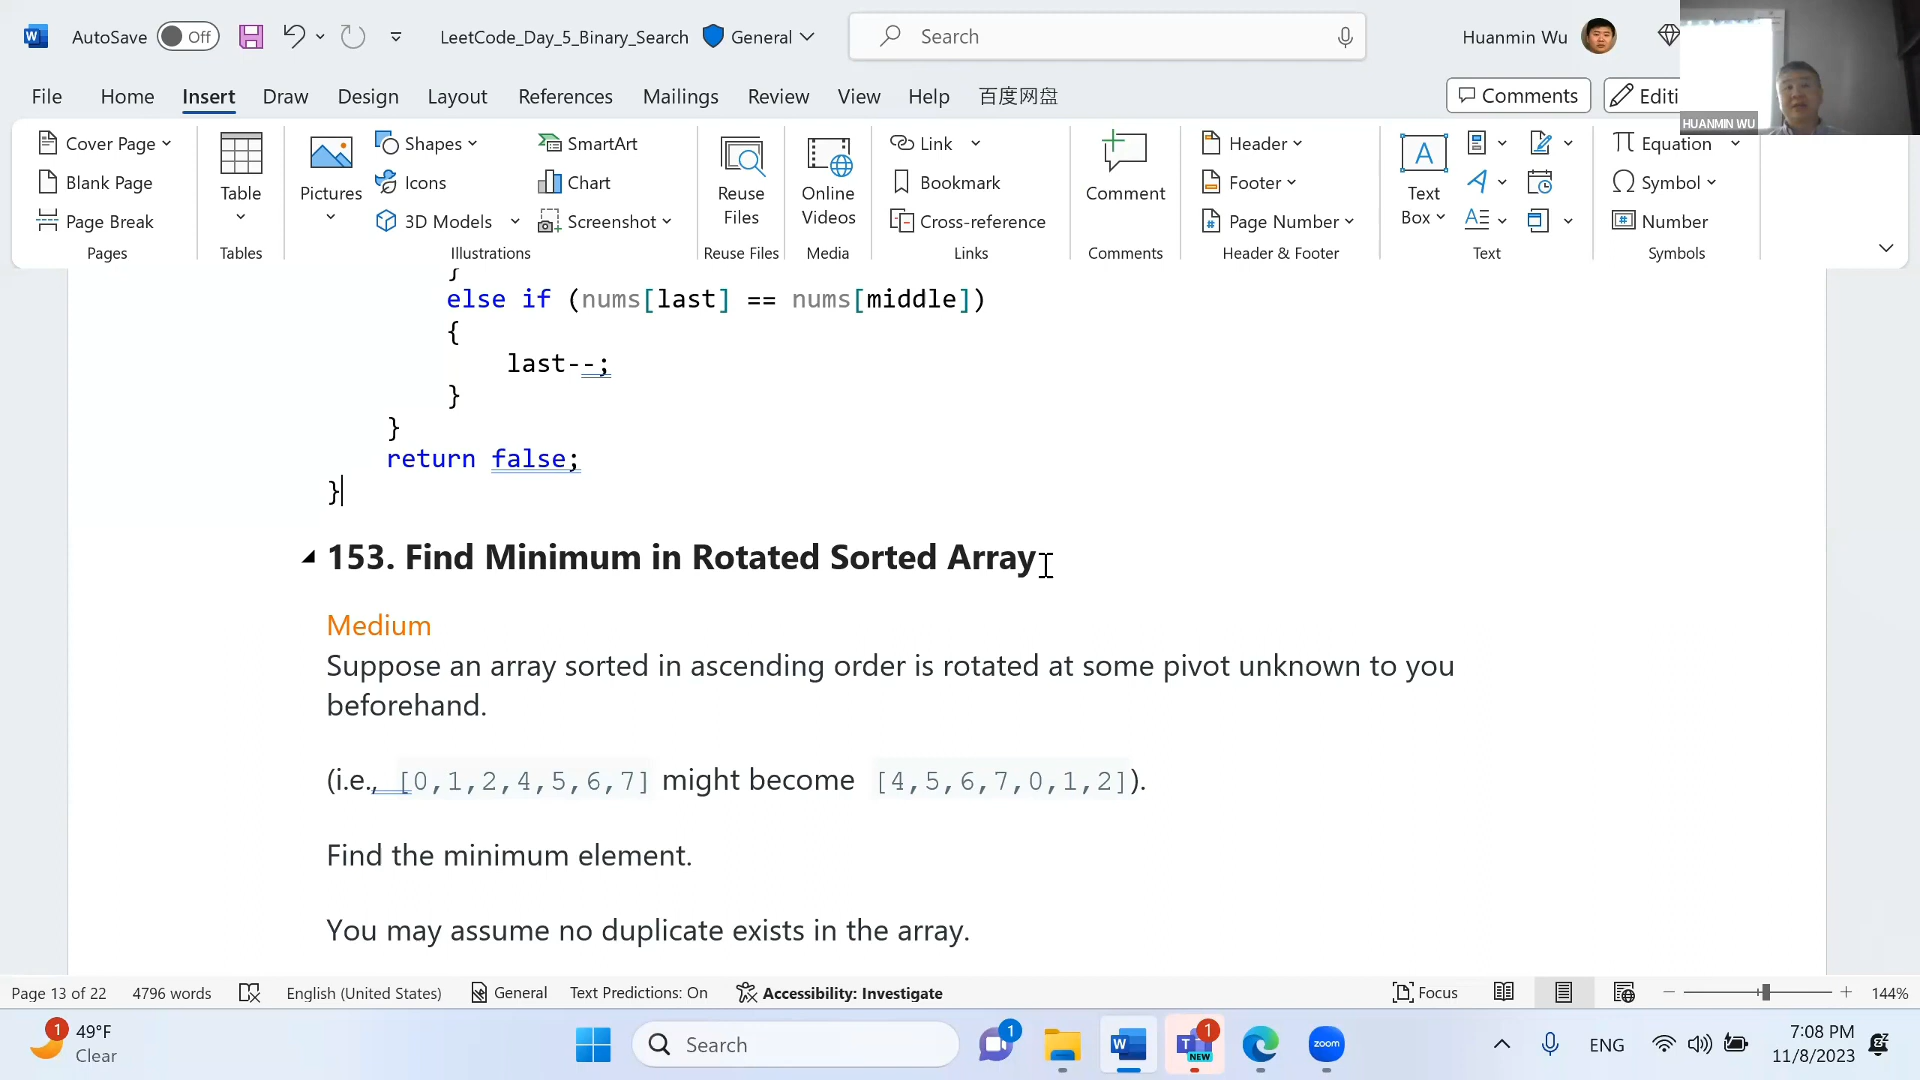 AutoSave Off LeetCode_Day_5_Binary_Search General Search Huanmin Wu
File Home Insert Draw Design Layout References Mailings Review View Help 百度网盘 Comments Editi
HUANMIN WU
Cover Page
Blank Page
Page Break
Pages
Table
Tables
Pictures
Shapes
Icons
3D Models
SmartArt
Chart
Screenshot
Illustrations
Reuse
Files
Reuse Files
Online
Videos
Media
Link
Bookmark
Cross-reference
Links
Comment
Comments
Header
Footer
Page Number
Header & Footer
Text
Box
Text
Equation
Symbol
Number
Symbols
}
else if (nums[last] == nums[middle])
{
last--;
}
}
return false;
}
153. Find Minimum in Rotated Sorted Array
Medium
Suppose an array sorted in ascending order is rotated at some pivot unknown to you
beforehand.
(i.e., [0,1,2,4,5,6,7] might become [4,5,6,7,0,1,2]).
Find the minimum element.
You may assume no duplicate exists in the array.
Page 13 of 22 4796 words English (United States) General Text Predictions: On Accessibility: Investigate Focus 144%
1 49°F
Clear
Search
1
W
1
T
NEW
zoom
ENG
7:08 PM
11/8/2023